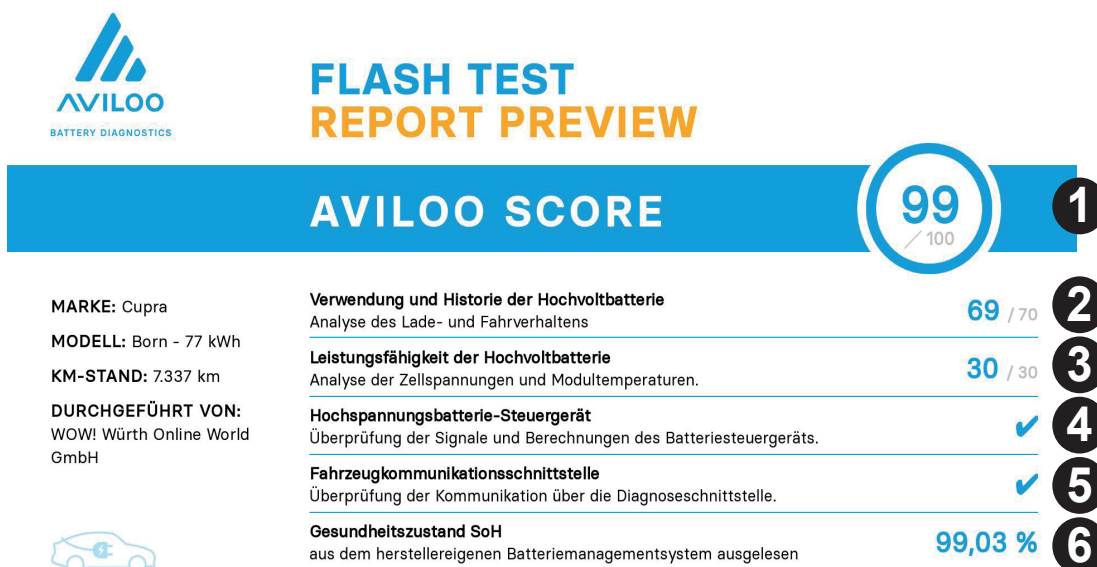 AVILOO
BATTERY DIAGNOSTICS
FLASH TEST
REPORT PREVIEW
AVILOO SCORE
99
/ 100
1
MARKE: Cupra
MODELL: Born - 77 kWh
KM-STAND: 7.337 km
DURCHGEFÜHRT VON:
WOW! Würth Online World
GmbH
Verwendung und Historie der Hochvoltbatterie
Analyse des Lade- und Fahrverhaltens
69 / 70
2
Leistungsfähigkeit der Hochvoltbatterie
Analyse der Zellspannungen und Modultemperaturen.
30 / 30
3
Hochspannungsbatterie-Steuergerät
Überprüfung der Signale und Berechnungen des Batteriesteuergeräts.
✔
4
Fahrzeugkommunikationsschnittstelle
Überprüfung der Kommunikation über die Diagnoseschnittstelle.
✔
5
Gesundheitszustand SoH
aus dem herstellereigenen Batteriemanagementsystem ausgelesen
99,03 %
6